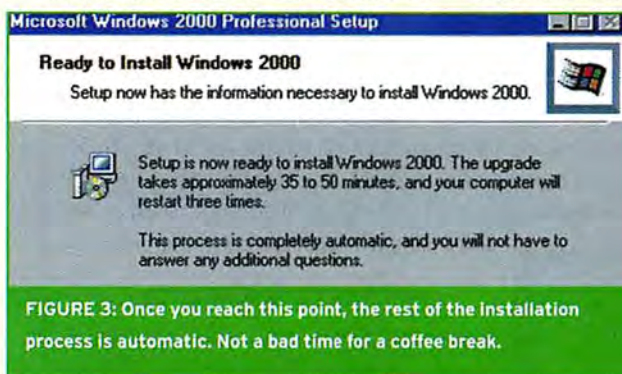 Microsoft Windows 2000 Professional Setup
Ready to Install Windows 2000
Setup now has the information necessary to install Windows 2000.
Setup is now ready to install Windows 2000. The upgrade
takes approximately 35 to 50 minutes, and your computer will
restart three times.
This process is completely automatic, and you will not have to
answer any additional questions.
FIGURE 3: Once you reach this point, the rest of the installation
process is automatic. Not a bad time for a coffee break.